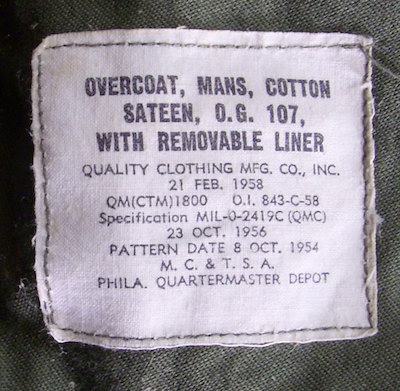 OVERCOAT, MANS, COTTON
SATEEN, O.G. 107,
WITH REMOVABLE LINER
QUALITY CLOTHING MFG. CO., INC.
21 FEB. 1958
QM(CTM)1800 O.I. 843-C-58
Specification MIL-O-2419C (QMC)
23 OCT. 1956
PATTERN DATE 8 OCT. 1954
M. C. & T. S. A.
PHILA. QUARTERMASTER DEPOT